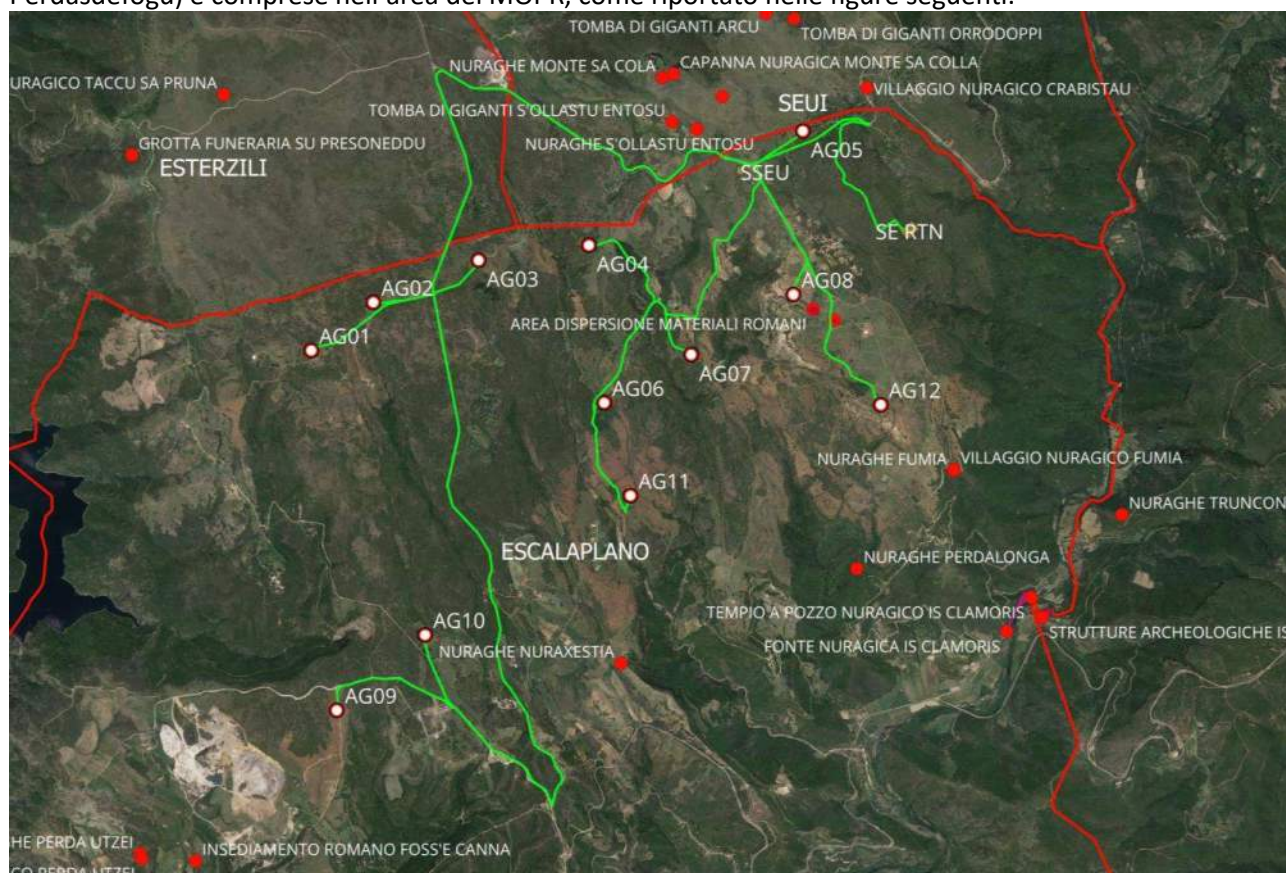 Perdasdefogu) e comprese nell'area del MOPR, come riportato nelle figure seguenti:
TOMBA DI GIGANTI ARCU
TOMBA DI GIGANTI ORRODOPPI
NURAGHE MONTE SA COLA
CAPANNA NURAGICA MONTE SA COLLA
URAGICO TACCU SA PRUNA
VILLAGGIO NURAGICO CRABISTAU
TOMBA DI GIGANTI S'OLLASTU ENTOSU
SEUI
GROTTA FUNERARIA SU PRESONEDDU
NURAGHE S'OLLASTU ENTOSU
AG05
ESTERZILI
SSEU
SE RTN
AG04
AG03
AG02
AG08
AREA DISPERSIONE MATERIALI ROMANI
AG01
AG07
AG06
AG12
NURAGHE FUMIA
VILLAGGIO NURAGICO FUMIA
AG11
NURAGHE TRUNCON
ESCALAPLANO
NURAGHE PERDALONGA
TEMPIO A POZZO NURAGICO IS CLAMORIS
AG10
STRUTTURE ARCHEOLOGICHE IS
NURAGHE NURAXESTIA
FONTE NURAGICA IS CLAMORIS
AG09
HE PERDA UTZEI
INSEDIAMENTO ROMANO FOSS'E CANNA
CO PERDA UTZEI